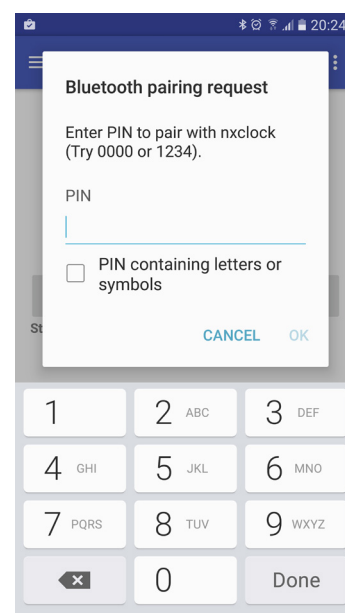 20:24
Bluetooth pairing request
Enter PIN to pair with nxclock
(Try 0000 or 1234).
PIN
PIN containing letters or
symbols
St
CANCEL OK
1 2 ABC 3 DEF
4 GHI 5 JKL 6 MNO
7 PQRS 8 TUV 9 WXYZ
0 Done